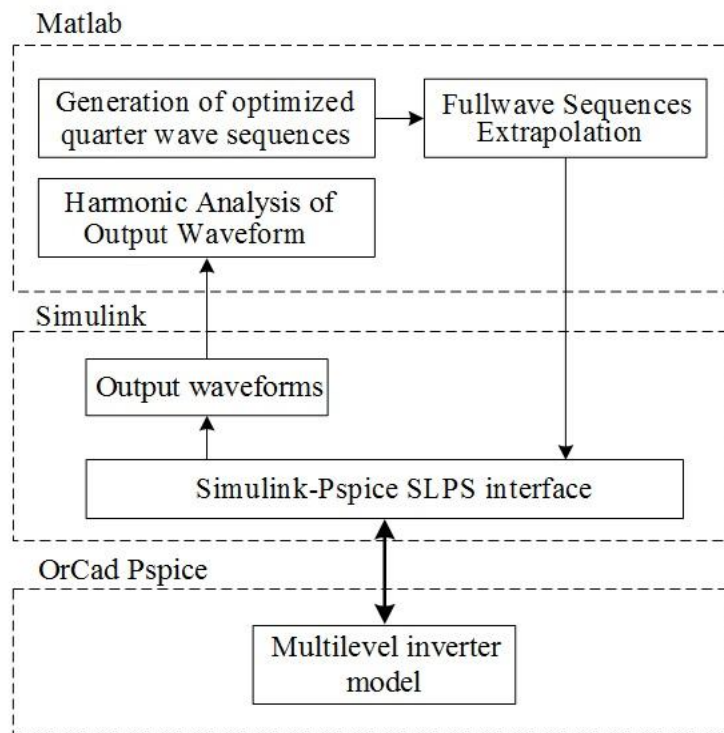 Matlab
Generation of optimized
quarter wave sequences
Fullwave Sequences
Extrapolation
Harmonic Analysis of
Output Waveform
Simulink
Output waveforms
Simulink-Pspice SLPS interface
OrCad Pspice
Multilevel inverter
model